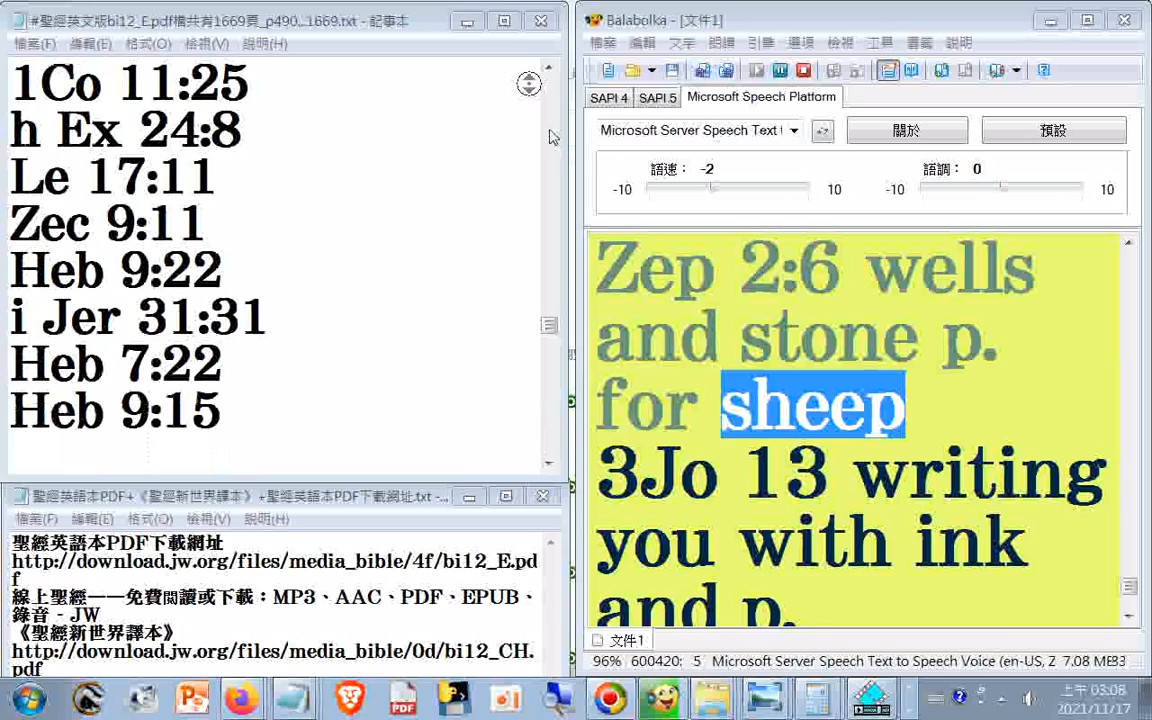 #聖經英文版bi12_E.pdf檔共有1669頁_p490,..1669.txt - 記事本
檔案(F) 編輯(E) 格式(O) 檢視(V) 說明(H)
1Co 11:25
h Ex 24:8
Le 17:11
Zec 9:11
Heb 9:22
i Jer 31:31
Heb 7:22
Heb 9:15
聖經英語本PDF+《聖經新世界譯本》+聖經英語本PDF下載網址.txt -...
檔案(F) 編輯(E) 格式(O) 檢視(V) 說明(H)
聖經英語本PDF下載網址
http://download.jw.org/files/media_bible/4f/bi12_E.pd
f
線上聖經——免費閱讀或下載：MP3、AAC、PDF、EPUB、
錄音 - JW
《聖經新世界譯本》
http://download.jw.org/files/media_bible/0d/bi12_CH.
pdf
Balabolka - [文件1]
檔案 編輯 文字 朗讀 引擎 選項 檢視 工具 書籤 說明
SAPI 4 SAPI 5 Microsoft Speech Platform
Microsoft Server Speech Text 關於 預設
語速： -2 語調： 0
-10 10 -10 10
Zep 2:6 wells
and stone p.
for sheep
3Jo 13 writing
you with ink
and p.
文件1
96% 600420: 5 Microsoft Server Speech Text to Speech Voice (en-US, Z 7.08 MB
上午 03:08
2021/11/17